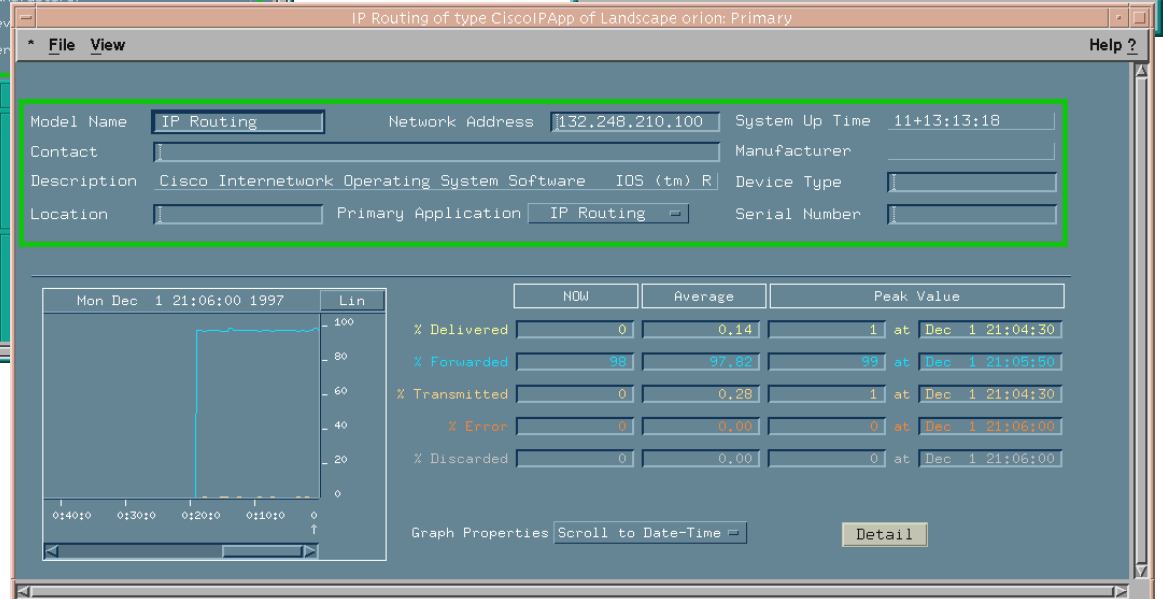 IP Routing of type CiscoIPApp of Landscape orion: Primary
* File View Help ?
Model Name IP Routing Network Address 132.248.210.100 System Up Time 11+13:13:18
Contact Manufacturer
Description Cisco Internetwork Operating System Software IOS (tm) R Device Type
Location Primary Application IP Routing Serial Number
Mon Dec 1 21:06:00 1997 Lin
NOW Average Peak Value
100
80
60
40
20
0
% Delivered 0 0.14 1 at Dec 1 21:04:30
% Forwarded 98 97.82 99 at Dec 1 21:05:50
% Transmitted 0 0.28 1 at Dec 1 21:04:30
% Error 0 0.00 0 at Dec 1 21:06:00
% Discarded 0 0.00 0 at Dec 1 21:06:00
0:40:0 0:30:0 0:20:0 0:10:0 0
Graph Properties Scroll to Date-Time Detail